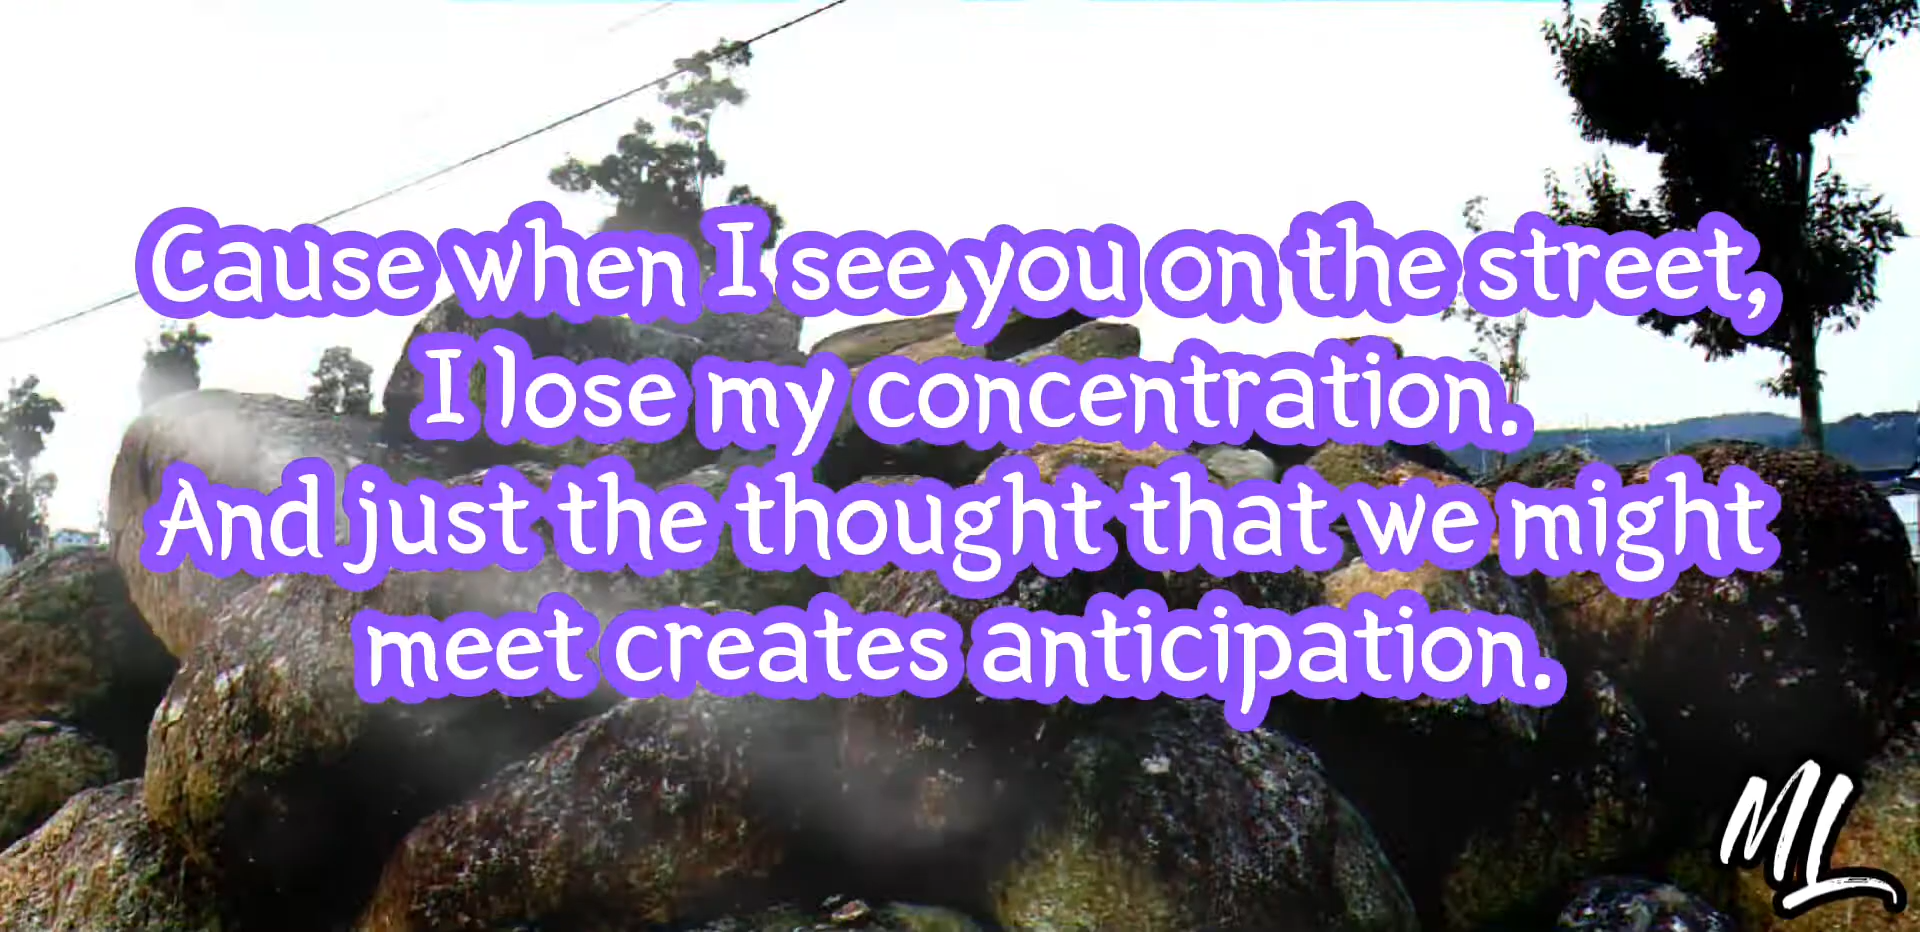 Cause when I see you on the street,
I lose my concentration.
And just the thought that we might
meet creates anticipation.
ML